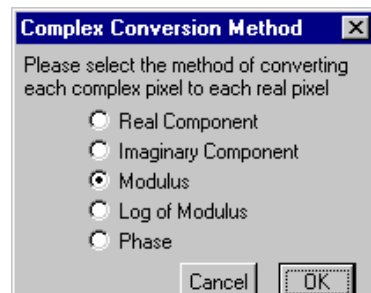 Complex Conversion Method
Please select the method of converting
each complex pixel to each real pixel
Real Component
Imaginary Component
Modulus
Log of Modulus
Phase
Cancel OK